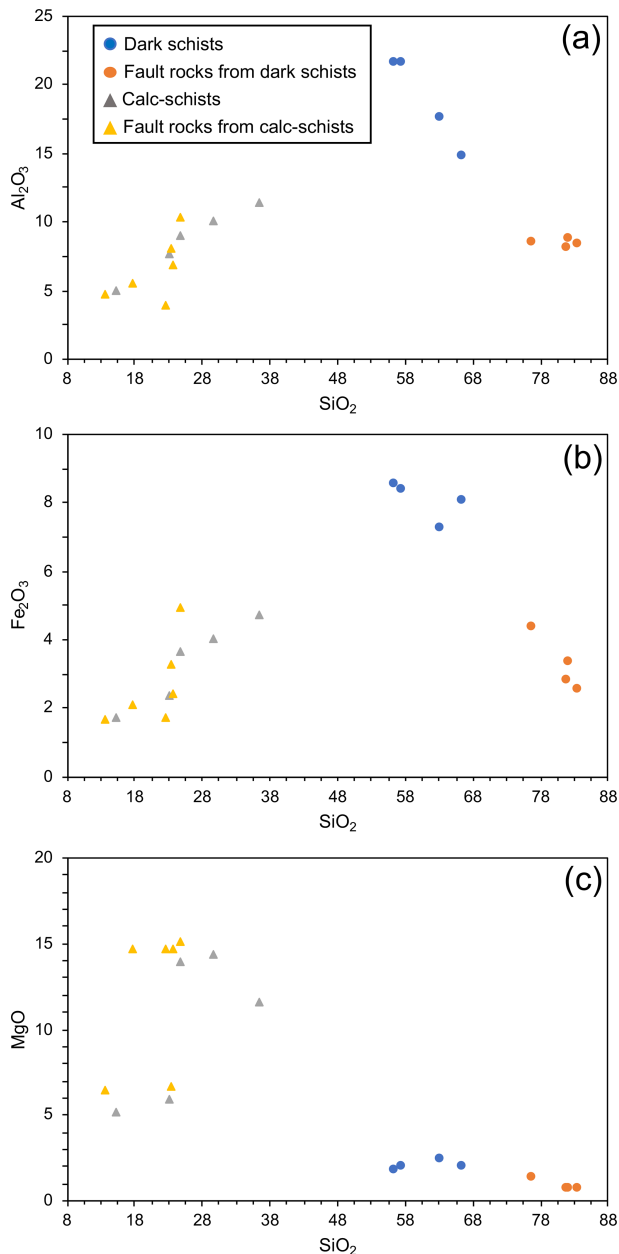 (a)
Dark schists
Fault rocks from dark schists
Calc-schists
Fault rocks from calc-schists
Al₂O₃
25
20
15
10
5
0
8 18 28 38 48 58 68 78 88
SiO₂
(b)
Fe₂O₃
10
8
6
4
2
0
8 18 28 38 48 58 68 78 88
SiO₂
(c)
MgO
20
15
10
5
0
8 18 28 38 48 58 68 78 88
SiO₂